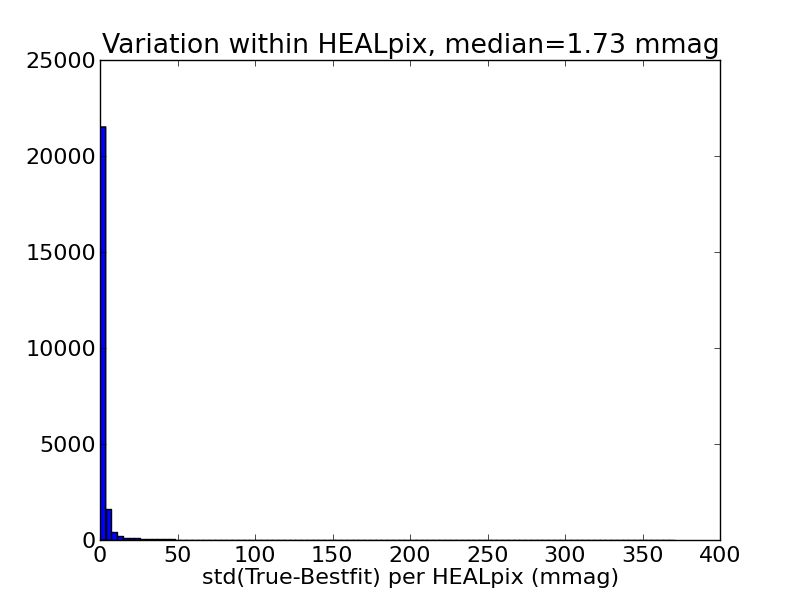 Variation within HEALpix, median=1.73 mmag
25000
20000
15000
10000
5000
0
0 50 100 150 200 250 300 350 400
std(True-Bestfit) per HEALpix (mmag)